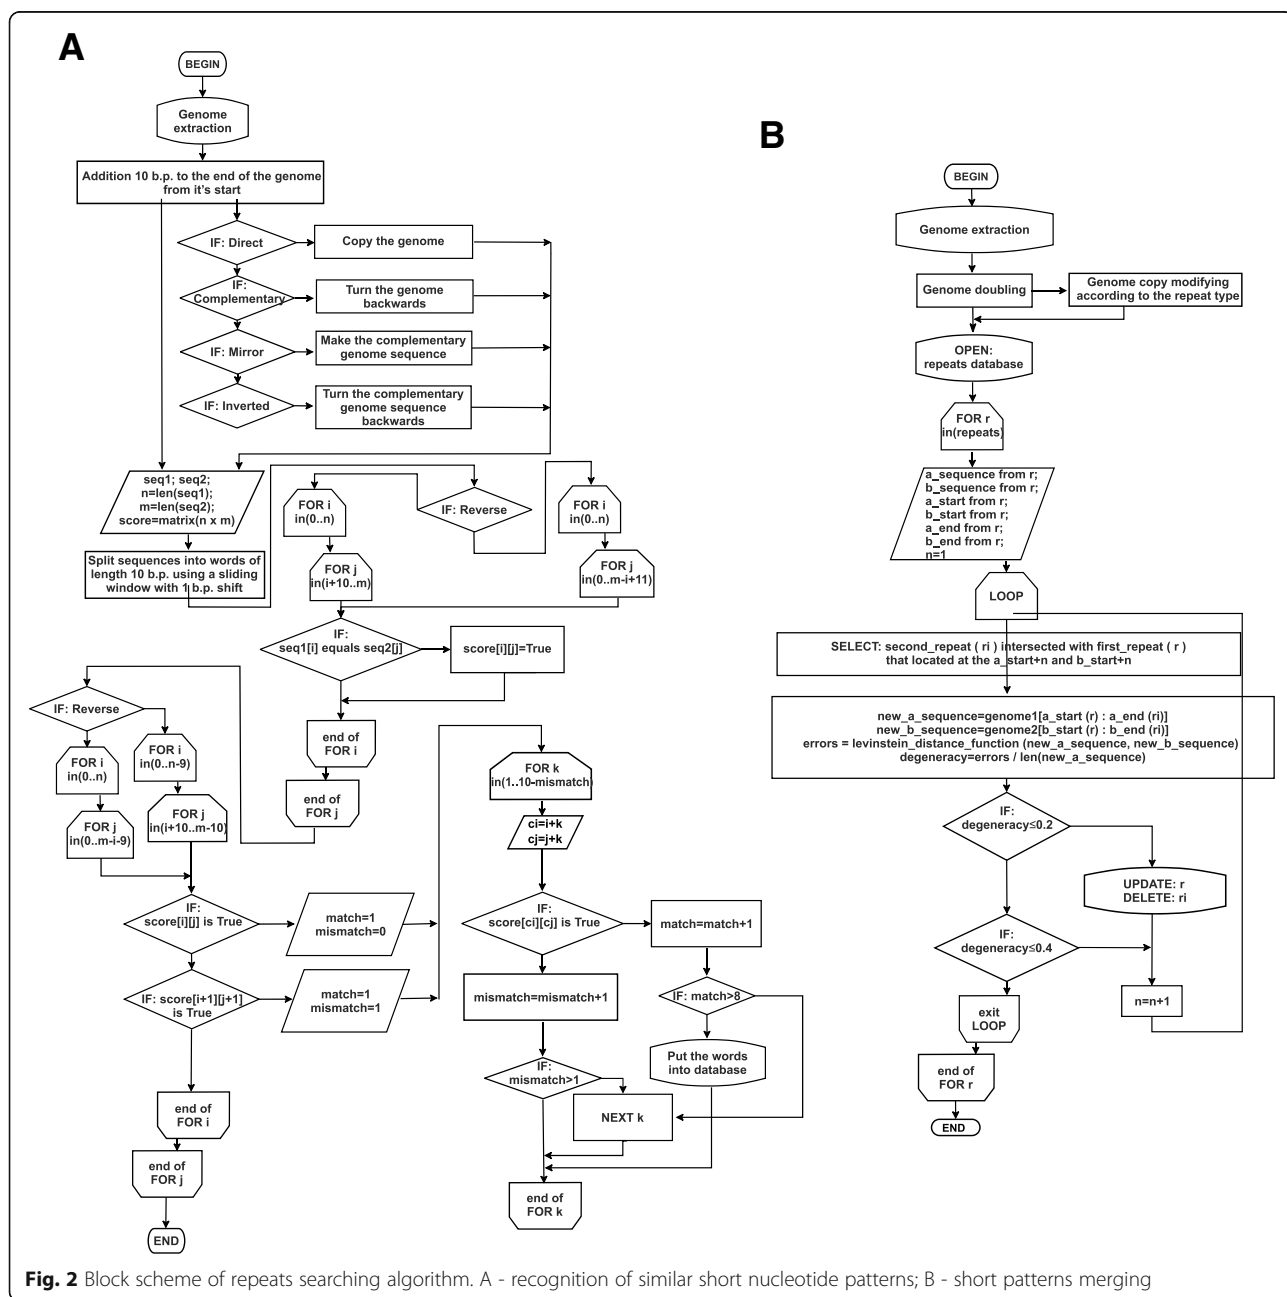 A
BEGIN
Genome
extraction
Addition 10 b.p. to the end of the genome
from it's start
IF: Direct
Copy the genome
IF:
Complementary
Turn the genome
backwards
IF: Mirror
Make the complementary
genome sequence
IF: Inverted
Turn the complementary
genome sequence
backwards
seq1; seq2;
n=len(seq1);
m=len(seq2);
score=matrix(n x m)
Split sequences into words of
length 10 b.p. using a sliding
window with 1 b.p. shift
FOR i
in(0..n)
IF: Reverse
FOR i
in(0..n)
FOR j
in(i+10..m)
FOR j
in(0..m-i+11)
IF:
seq1[i] equals seq2[j]
score[i][j]=True
end of
FOR i
end of
FOR j
IF: Reverse
FOR i
in(0..n)
FOR i
in(0..n-9)
FOR j
in(0..m-i-9)
FOR j
in(i+10..m-10)
IF:
score[i][j] is True
match=1
mismatch=0
IF: score[i+1][j+1]
is True
match=1
mismatch=1
end of
FOR i
end of
FOR j
END
FOR k
in(1..10-mismatch)
ci=i+k
cj=j+k
IF:
score[ci][cj] is True
match=match+1
mismatch=mismatch+1
IF: match>8
IF:
mismatch>1
Put the words
into database
NEXT k
end of
FOR k
B
BEGIN
Genome extraction
Genome doubling
Genome copy modifying
according to the repeat type
OPEN:
repeats database
FOR r
in(repeats)
a_sequence from r;
b_sequence from r;
a_start from r;
b_start from r;
a_end from r;
b_end from r;
n=1
LOOP
SELECT: second_repeat ( ri ) intersected with first_repeat ( r )
that located at the a_start+n and b_start+n
new_a_sequence=genome1[a_start (r) : a_end (ri)]
new_b_sequence=genome2[b_start (r) : b_end (ri)]
errors = levinstein_distance_function (new_a_sequence, new_b_sequence)
degeneracy=errors / len(new_a_sequence)
IF:
degeneracy≤0.2
UPDATE: r
DELETE: ri
IF:
degeneracy≤0.4
n=n+1
exit
LOOP
end of
FOR r
END
Fig. 2 Block scheme of repeats searching algorithm. A - recognition of similar short nucleotide patterns; B - short patterns merging